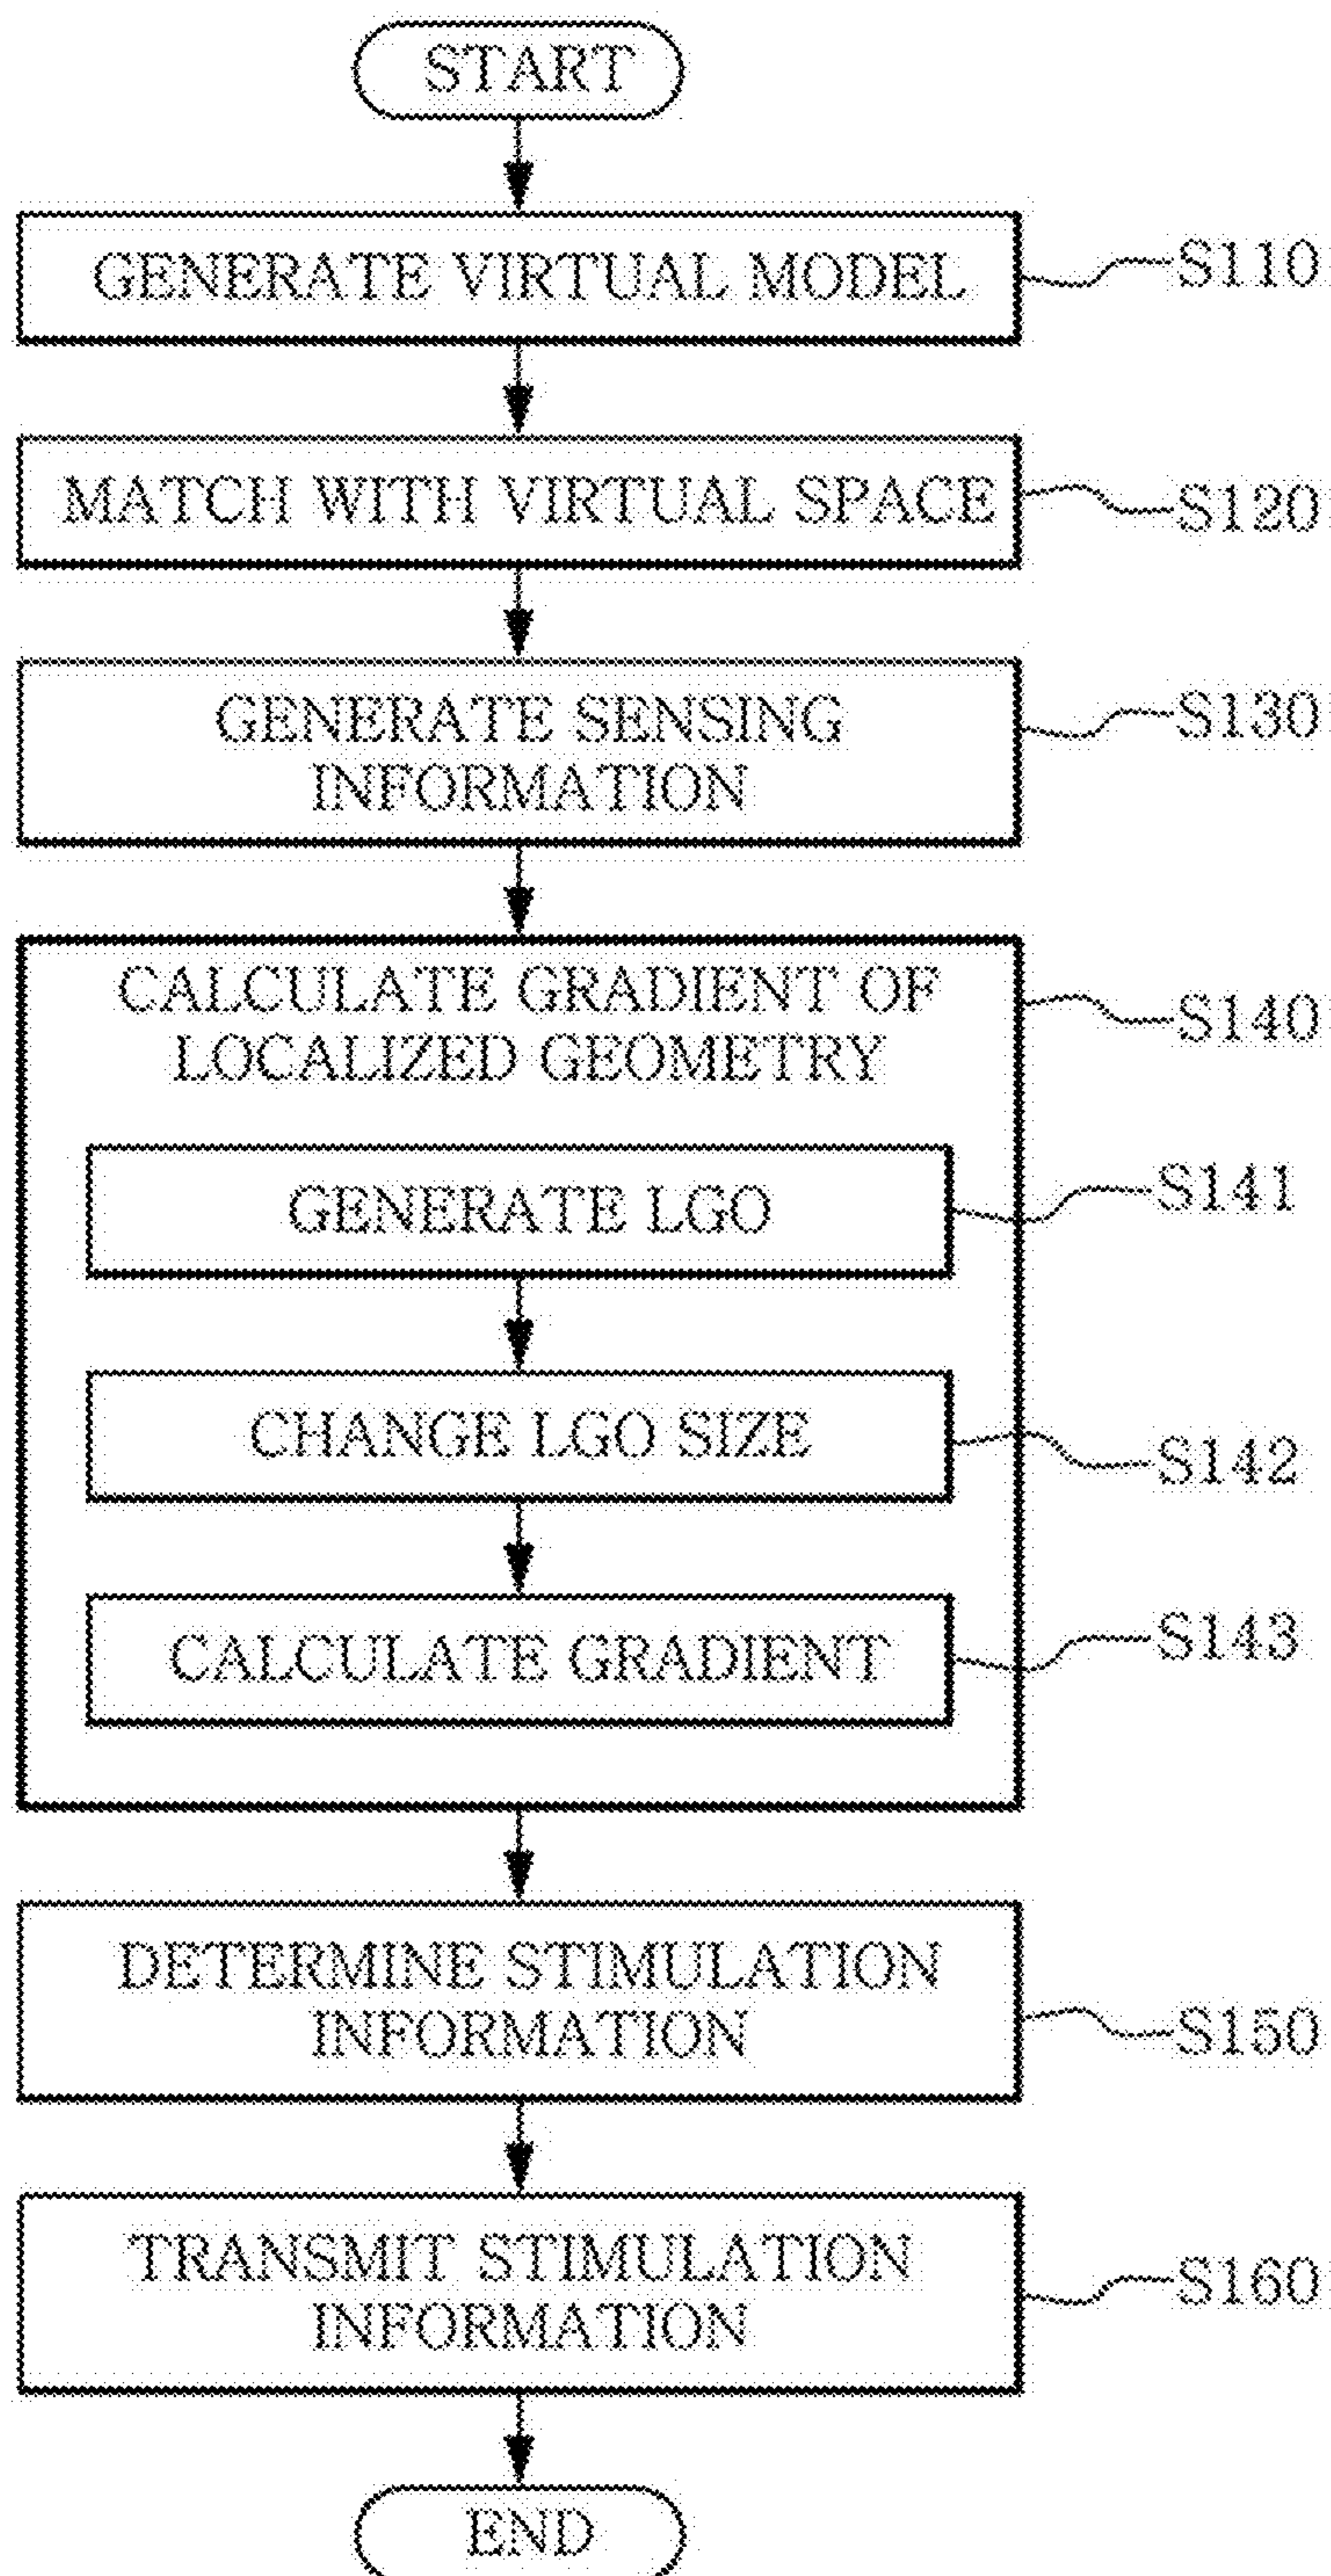 START
GENERATE VIRTUAL MODEL
S110
MATCH WITH VIRTUAL SPACE
S120
GENERATE SENSING
INFORMATION
S130
CALCULATE GRADIENT OF
LOCALIZED GEOMETRY
S140
GENERATE LGO
S141
CHANGE LGO SIZE
S142
CALCULATE GRADIENT
S143
DETERMINE STIMULATION
INFORMATION
S150
TRANSMIT STIMULATION
INFORMATION
S160
END